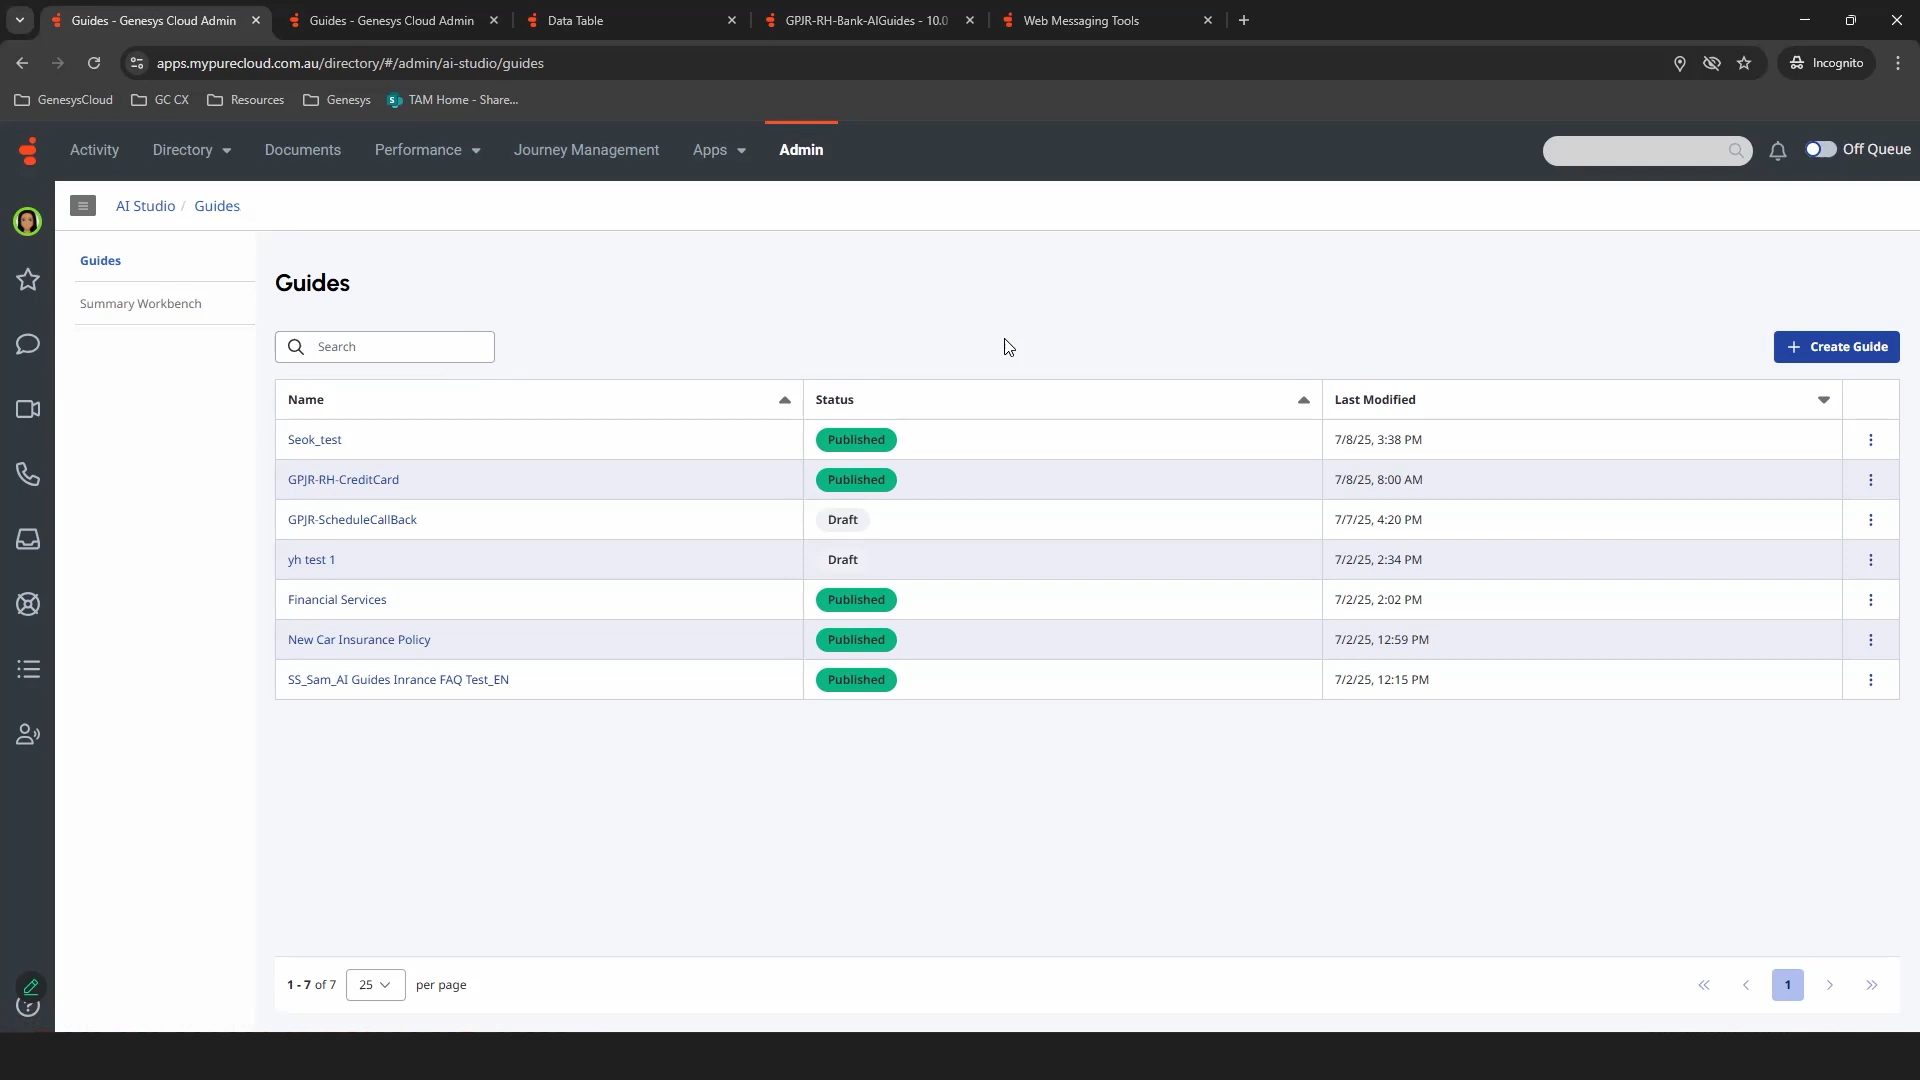 Guides - Genesys Cloud Admin
Guides - Genesys Cloud Admin
Data Table
GPJR-RH-Bank-AIGuides - 10.0
Web Messaging Tools
apps.mypurecloud.com.au/directory/#/admin/ai-studio/guides
Incognito
GenesysCloud
GC CX
Resources
Genesys
TAM Home - Share...
Activity
Directory
Documents
Performance
Journey Management
Apps
Admin
Off Queue
AI Studio / Guides
Guides
Summary Workbench
Guides
Search
Create Guide
Name Status Last Modified
Seok_test Published 7/8/25, 3:38 PM
GPJR-RH-CreditCard Published 7/8/25, 8:00 AM
GPJR-ScheduleCallBack Draft 7/7/25, 4:20 PM
yh test 1 Draft 7/2/25, 2:34 PM
Financial Services Published 7/2/25, 2:02 PM
New Car Insurance Policy Published 7/2/25, 12:59 PM
SS_Sam_AI Guides Inrance FAQ Test_EN Published 7/2/25, 12:15 PM
1 - 7 of 7 25 per page
1